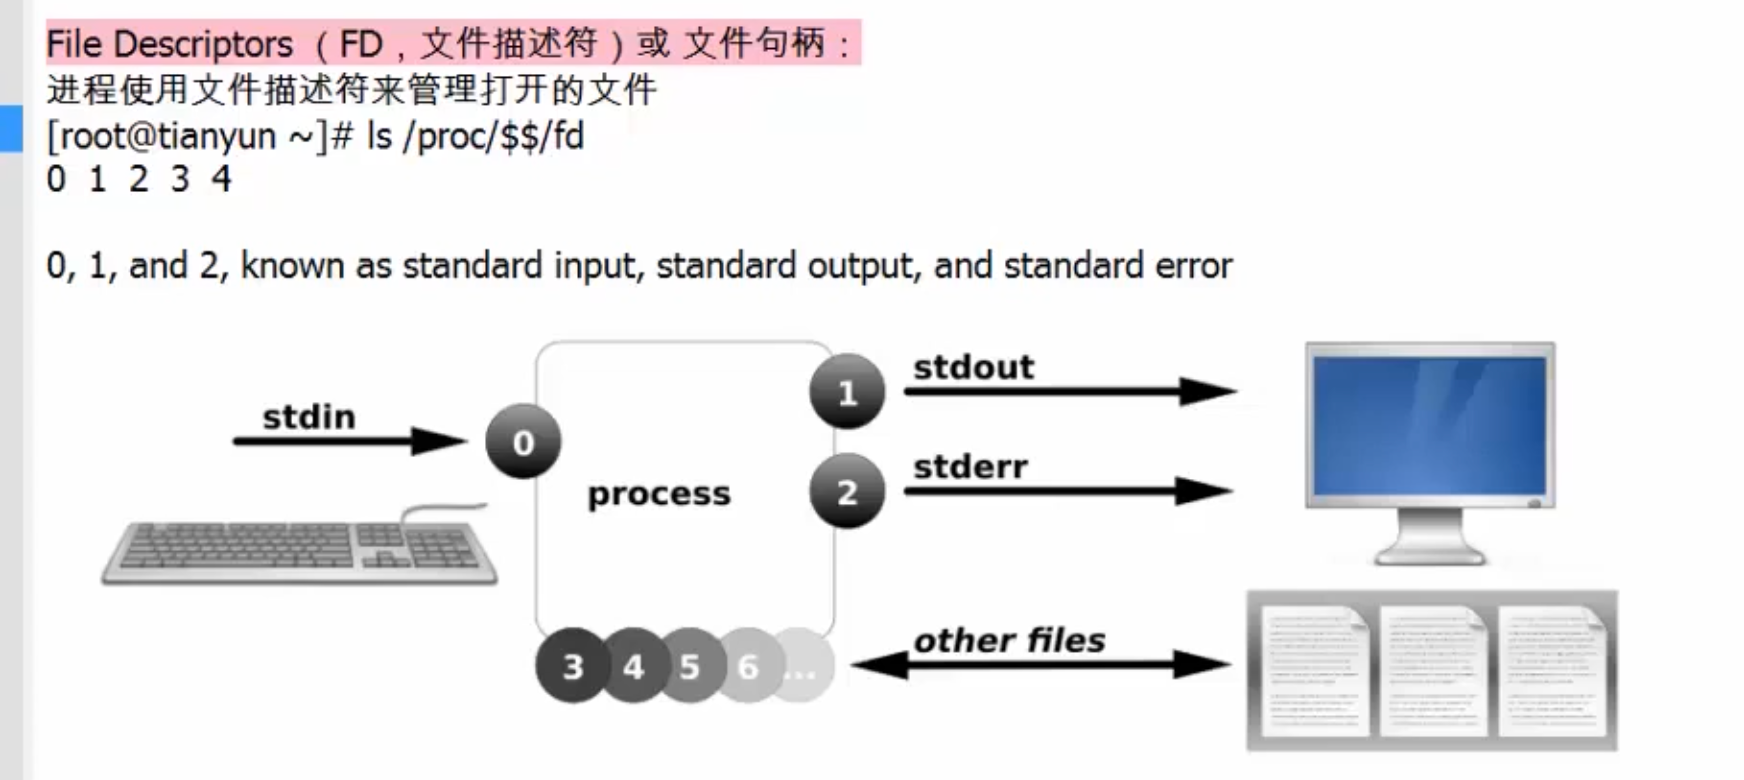 File Descriptors （FD，文件描述符）或 文件句柄：
进程使用文件描述符来管理打开的文件
[root@tianyun ~]# ls /proc/$$/fd
0 1 2 3 4
0, 1, and 2, known as standard input, standard output, and standard error
stdin
0
process
1
stdout
2
stderr
3 4 5 6 ...
other files